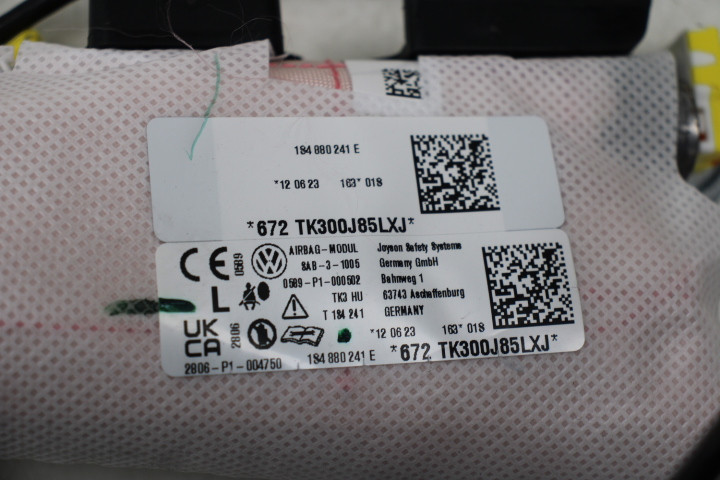 184 880 241 E
*12 06 23 163* 018
*672 TK300J85LXJ*
CE 0589
AIRBAG-MODUL
SAB-3-1005
0589-P1-000502
TK3 HU
T 184 241
Joyson Safety Systems
Germany GmbH
Bahnweg 1
63743 Aschaffenburg
GERMANY
L
UK
CA 2806
*12 06 23 163* 018
184 880 241 E
*672 TK300J85LXJ*
2806-P1-004750